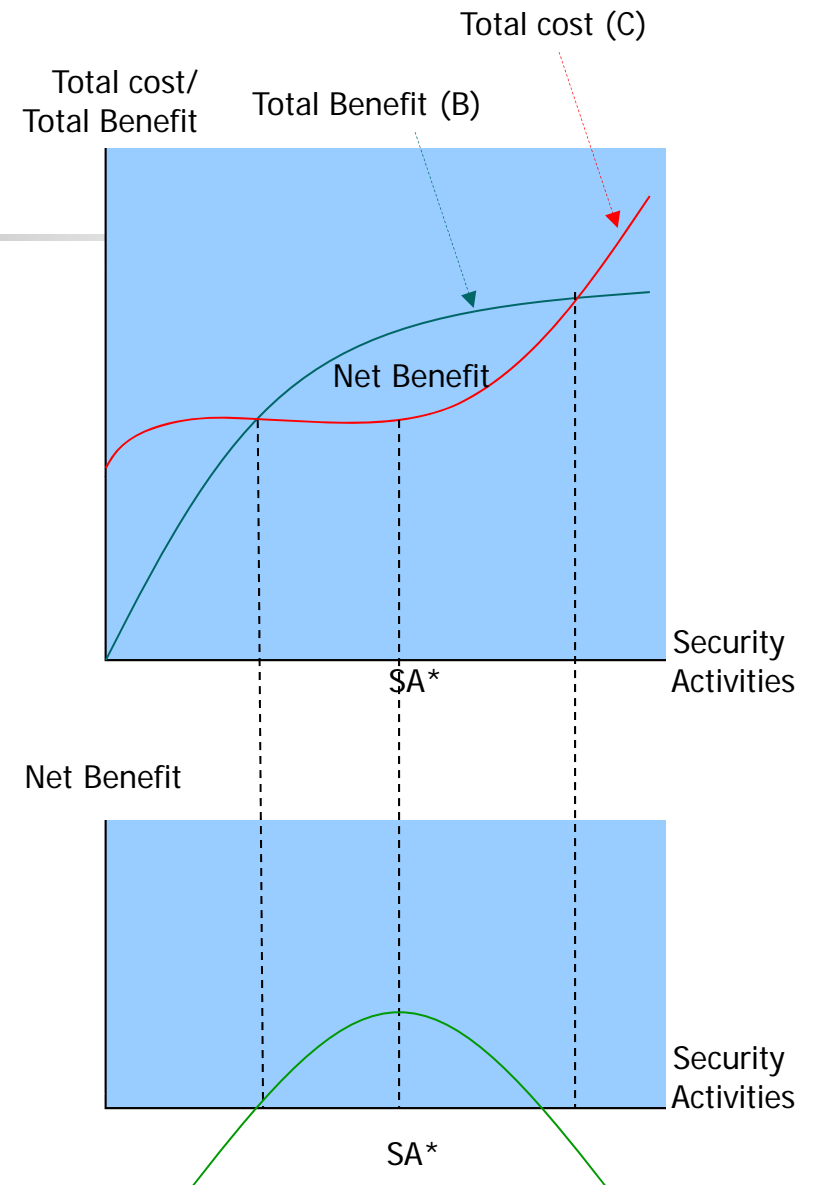 Total cost (C)
Total cost/
Total Benefit
Total Benefit (B)
Net Benefit
Security
Activities
SA*
Net Benefit
Security
Activities
SA*